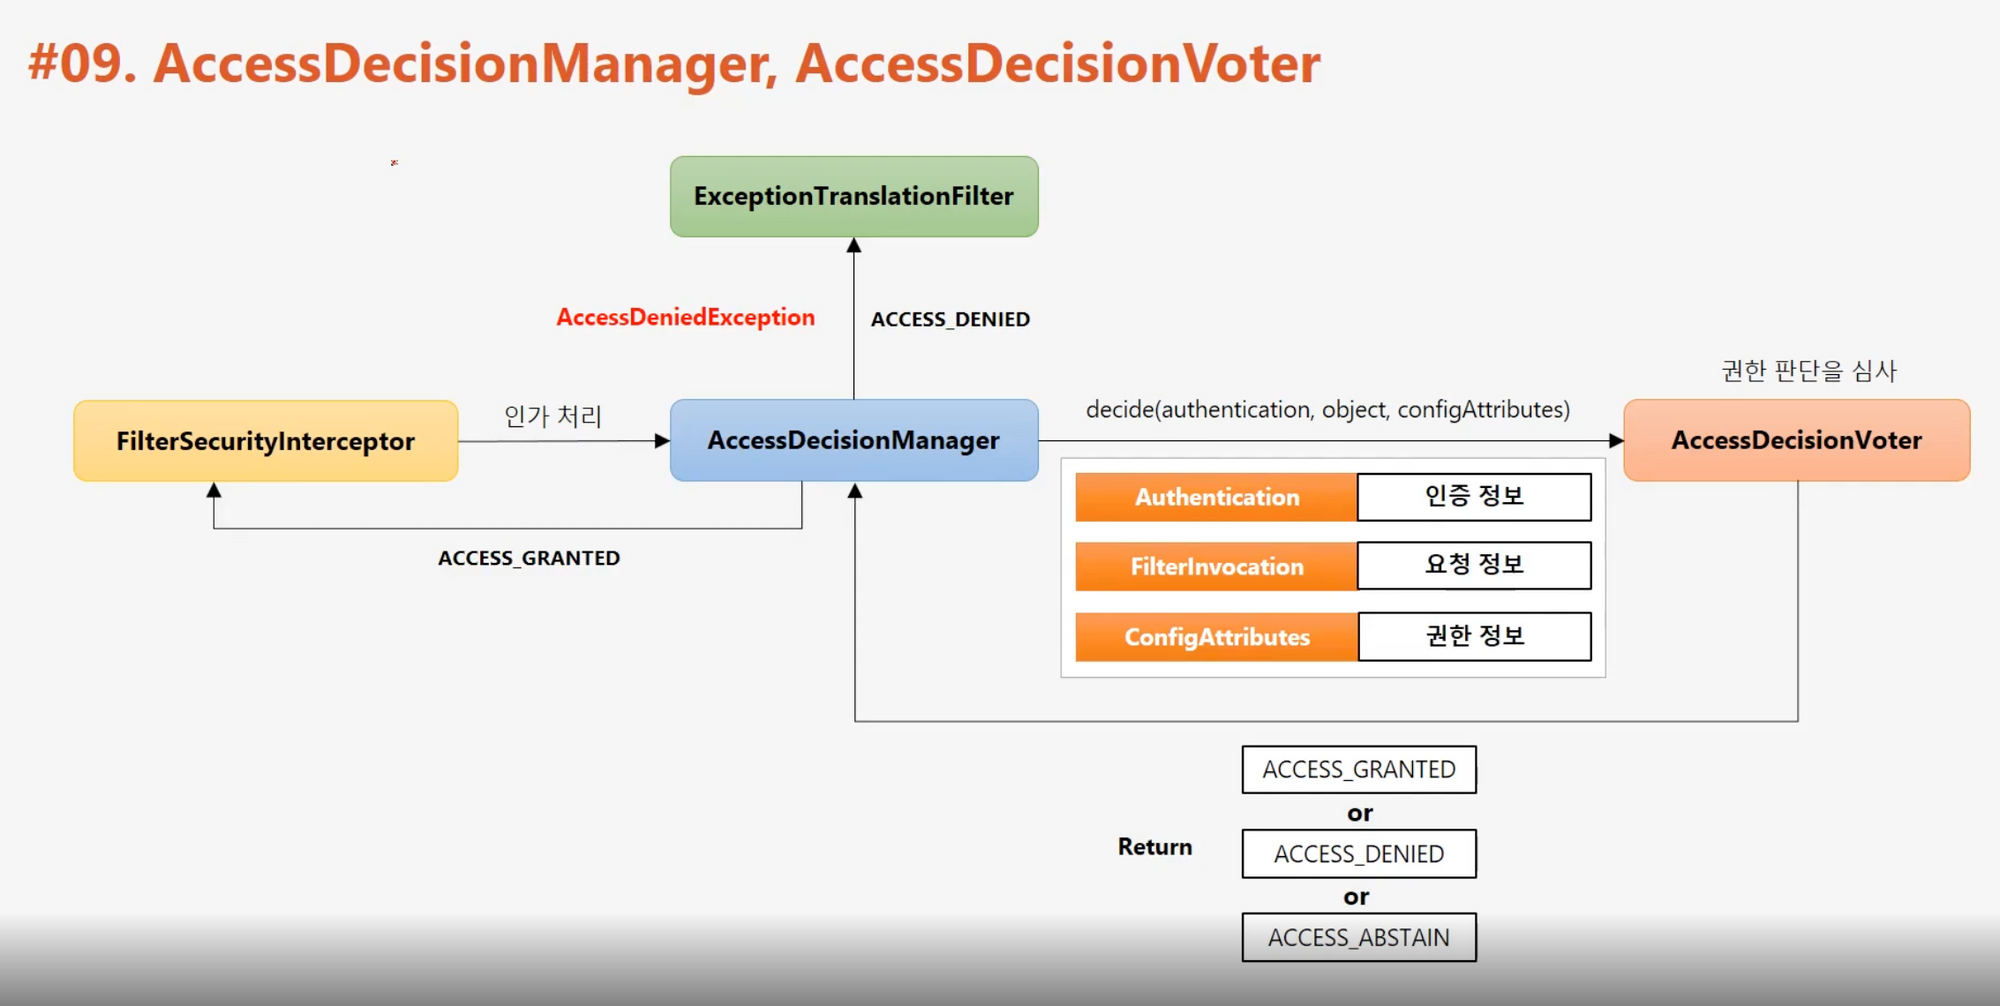 #09. AccessDecisionManager, AccessDecisionVoter
ExceptionTranslationFilter
AccessDeniedException
ACCESS_DENIED
권한 판단을 심사
FilterSecurityInterceptor
인가 처리
AccessDecisionManager
decide(authentication, object, configAttributes)
AccessDecisionVoter
Authentication
인증 정보
FilterInvocation
요청 정보
ConfigAttributes
권한 정보
ACCESS_GRANTED
Return
ACCESS_GRANTED
or
ACCESS_DENIED
or
ACCESS_ABSTAIN